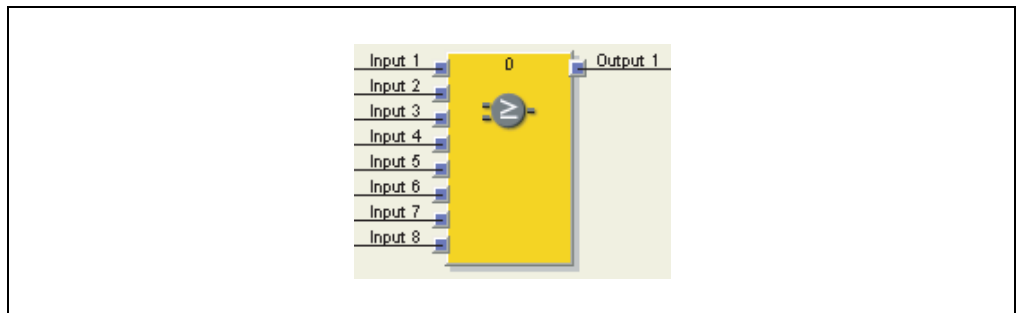 Input 1
Input 2
Input 3
Input 4
Input 5
Input 6
Input 7
Input 8
0
≥
Output 1